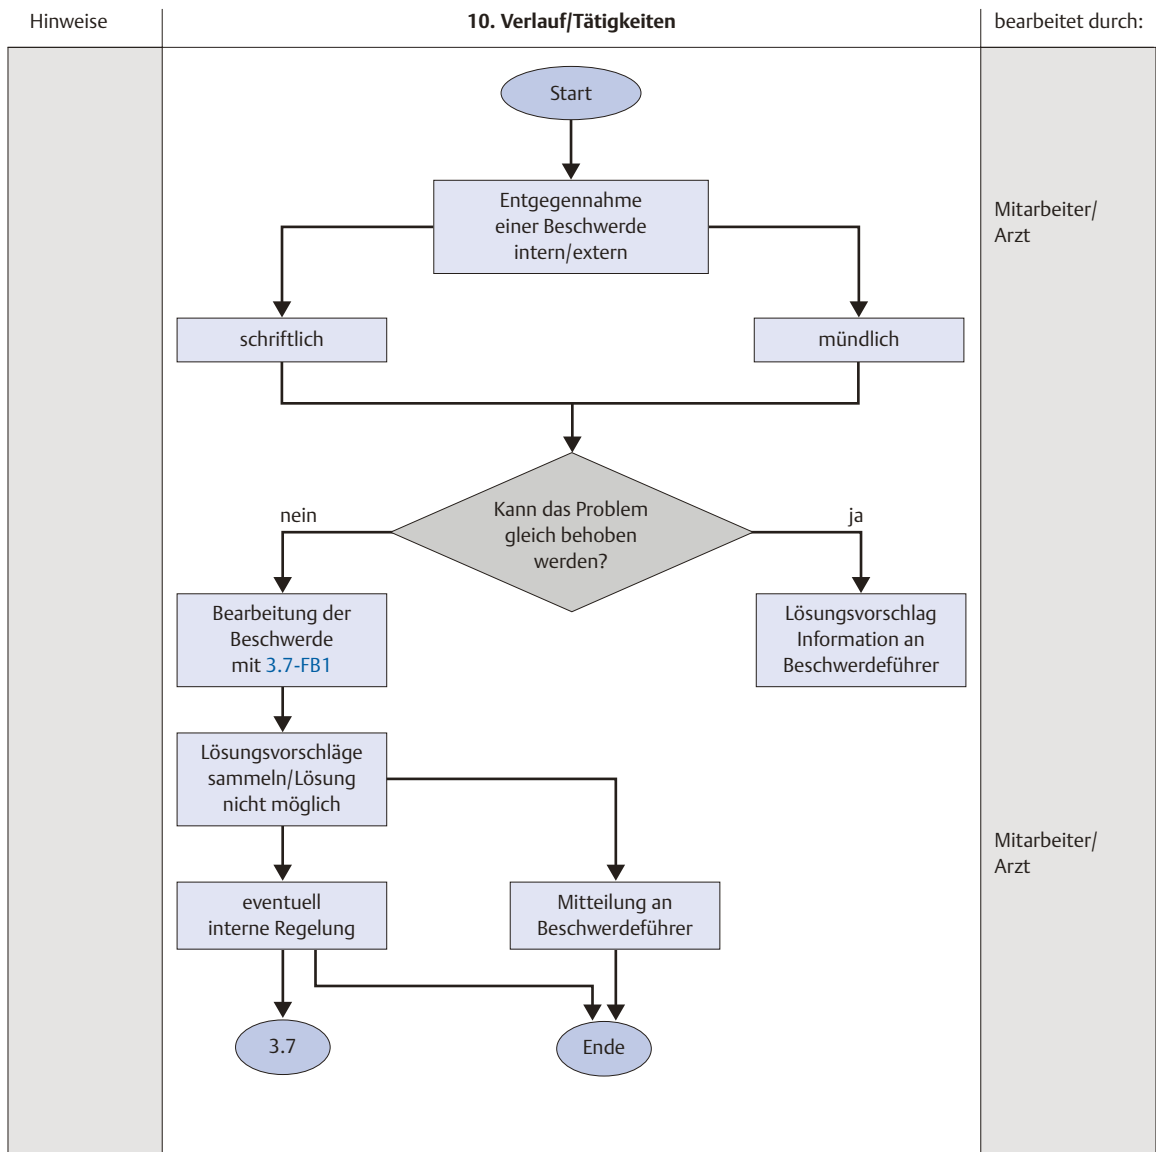 Hinweise
10. Verlauf/Tätigkeiten
bearbeitet durch:
Start
Entgegennahme
einer Beschwerde
intern/extern
Mitarbeiter/
Arzt
schriftlich
mündlich
Kann das Problem
gleich behoben
werden?
nein
ja
Bearbeitung der
Beschwerde
mit 3.7-FB1
Lösungsvorschlag
Information an
Beschwerdeführer
Lösungsvorschläge
sammeln/Lösung
nicht möglich
Mitarbeiter/
Arzt
eventuell
interne Regelung
Mitteilung an
Beschwerdeführer
3.7
Ende